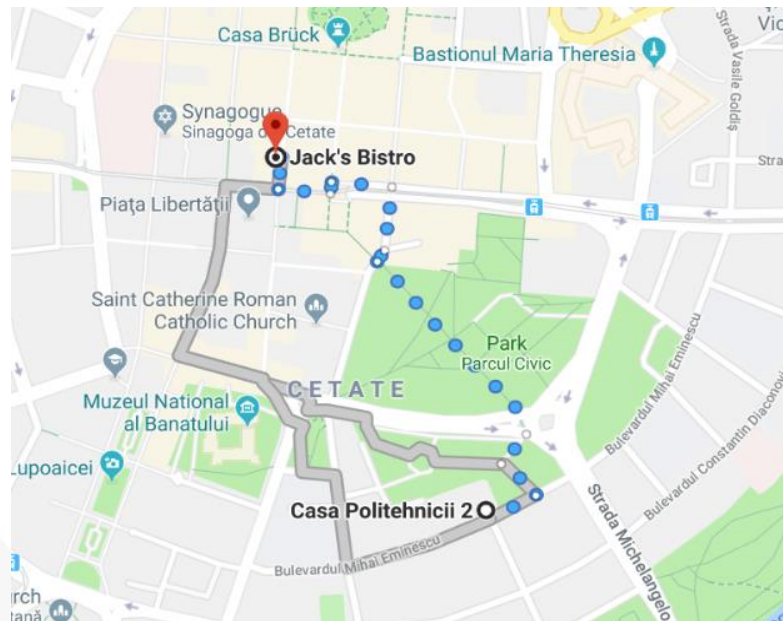 Casa Brück
Bastionul Maria Theresia
Strada Vasile Goldiș
Synagogue
Sinagoga
Cetate
Jack's Bistro
Piața Libertății
Saint Catherine Roman
Catholic Church
Park
Parcul Civic
CETATE
Muzeul National
al Banatului
Lupoaicei
Casa Politehnicii 2
Bulevardul Mihai Eminescu
Bulevardul Mihai Eminescu
Bulevardul Constantin Diaconovi
Strada Michelangelo